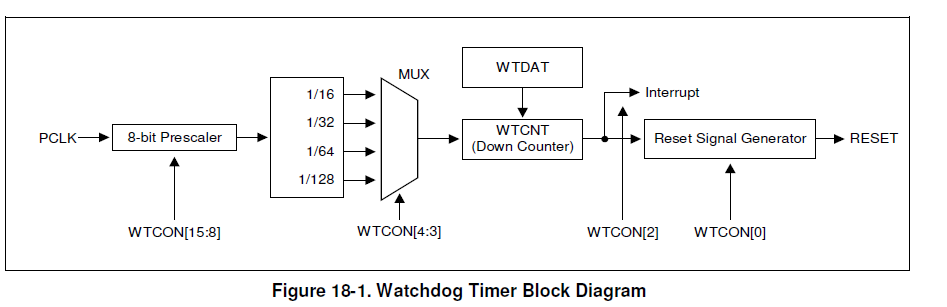 MUX
WTDAT
1/16
Interrupt
1/32
PCLK
8-bit Prescaler
WTCNT
(Down Counter)
Reset Signal Generator
RESET
1/64
1/128
WTCON[15:8]
WTCON[4:3]
WTCON[2]
WTCON[0]
Figure 18-1. Watchdog Timer Block Diagram